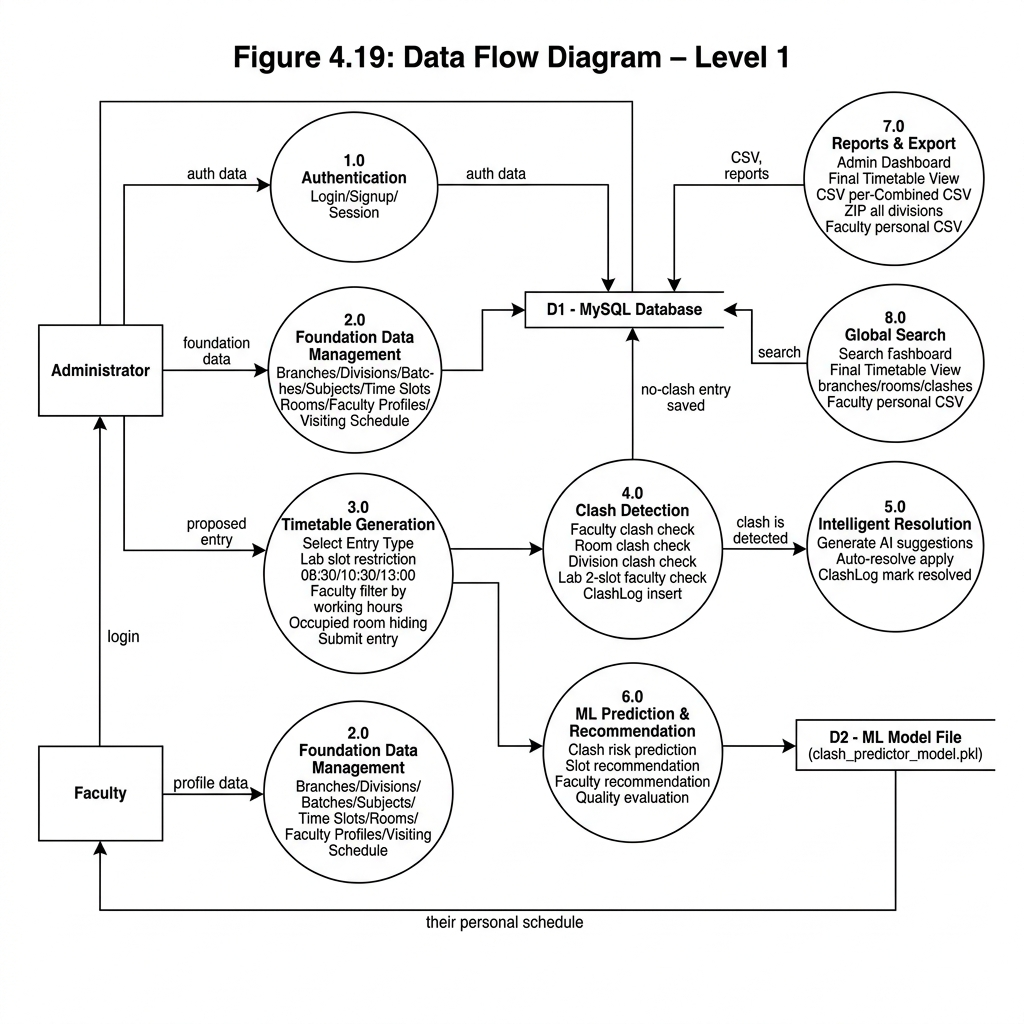 Figure 4.19: Data Flow Diagram – Level 1
1.0
Authentication
Login/Signup/
Session
auth data
auth data
CSV,
reports
7.0
Reports & Export
Admin Dashboard
Final Timetable View
CSV per-Combined CSV
ZIP all divisions
Faculty personal CSV
D1 - MySQL Database
Administrator
foundation
data
2.0
Foundation Data
Management
Branches/Divisions/Batc-
hes/Subjects/Time Slots
Rooms/Faculty Profiles/
Visiting Schedule
search
8.0
Global Search
Search fashboard
Final Timetable View
branches/rooms/clashes
Faculty personal CSV
no-clash entry
saved
proposed
entry
3.0
Timetable Generation
Select Entry Type
Lab slot restriction
08:30/10:30/13:00
Faculty filter by
working hours
Occupied room hiding
Submit entry
4.0
Clash Detection
Faculty clash check
Room clash check
Division clash check
Lab 2-slot faculty check
ClashLog insert
clash is
detected
5.0
Intelligent Resolution
Generate AI suggestions
Auto-resolve apply
ClashLog mark resolved
login
6.0
ML Prediction &
Recommendation
Clash risk prediction
Slot recommendation
Faculty recommendation
Quality evaluation
D2 - ML Model File
(clash_predictor_model.pkl)
Faculty
profile data
2.0
Foundation Data
Management
Branches/Divisions/
Batches/Subjects/
Time Slots/Rooms/
Faculty Profiles/Visiting
Schedule
their personal schedule